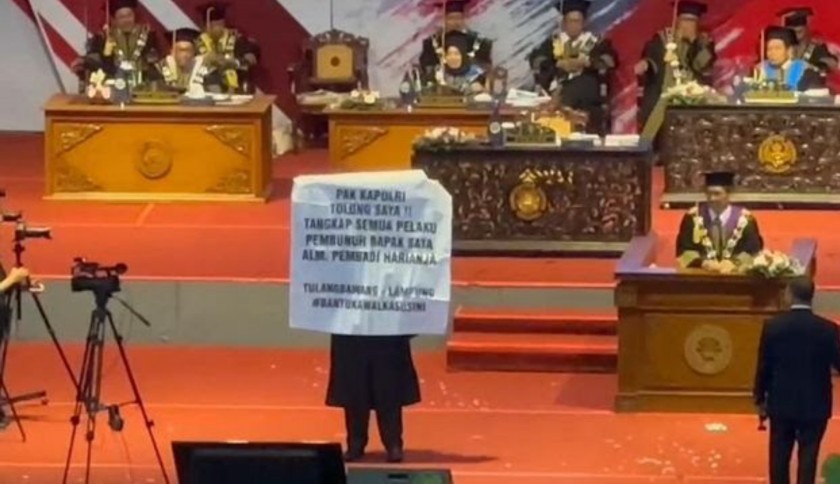 PAK KAPOLRI
TOLONG SAYA !!
TANGKAP SEMUA PELAKU
PEMBUNUH BAPAK SAYA
ALM. PEMBADI HARIANJA
TULANGBAWANG - LAMPUNG
#BANTUKAWALKASUSINI